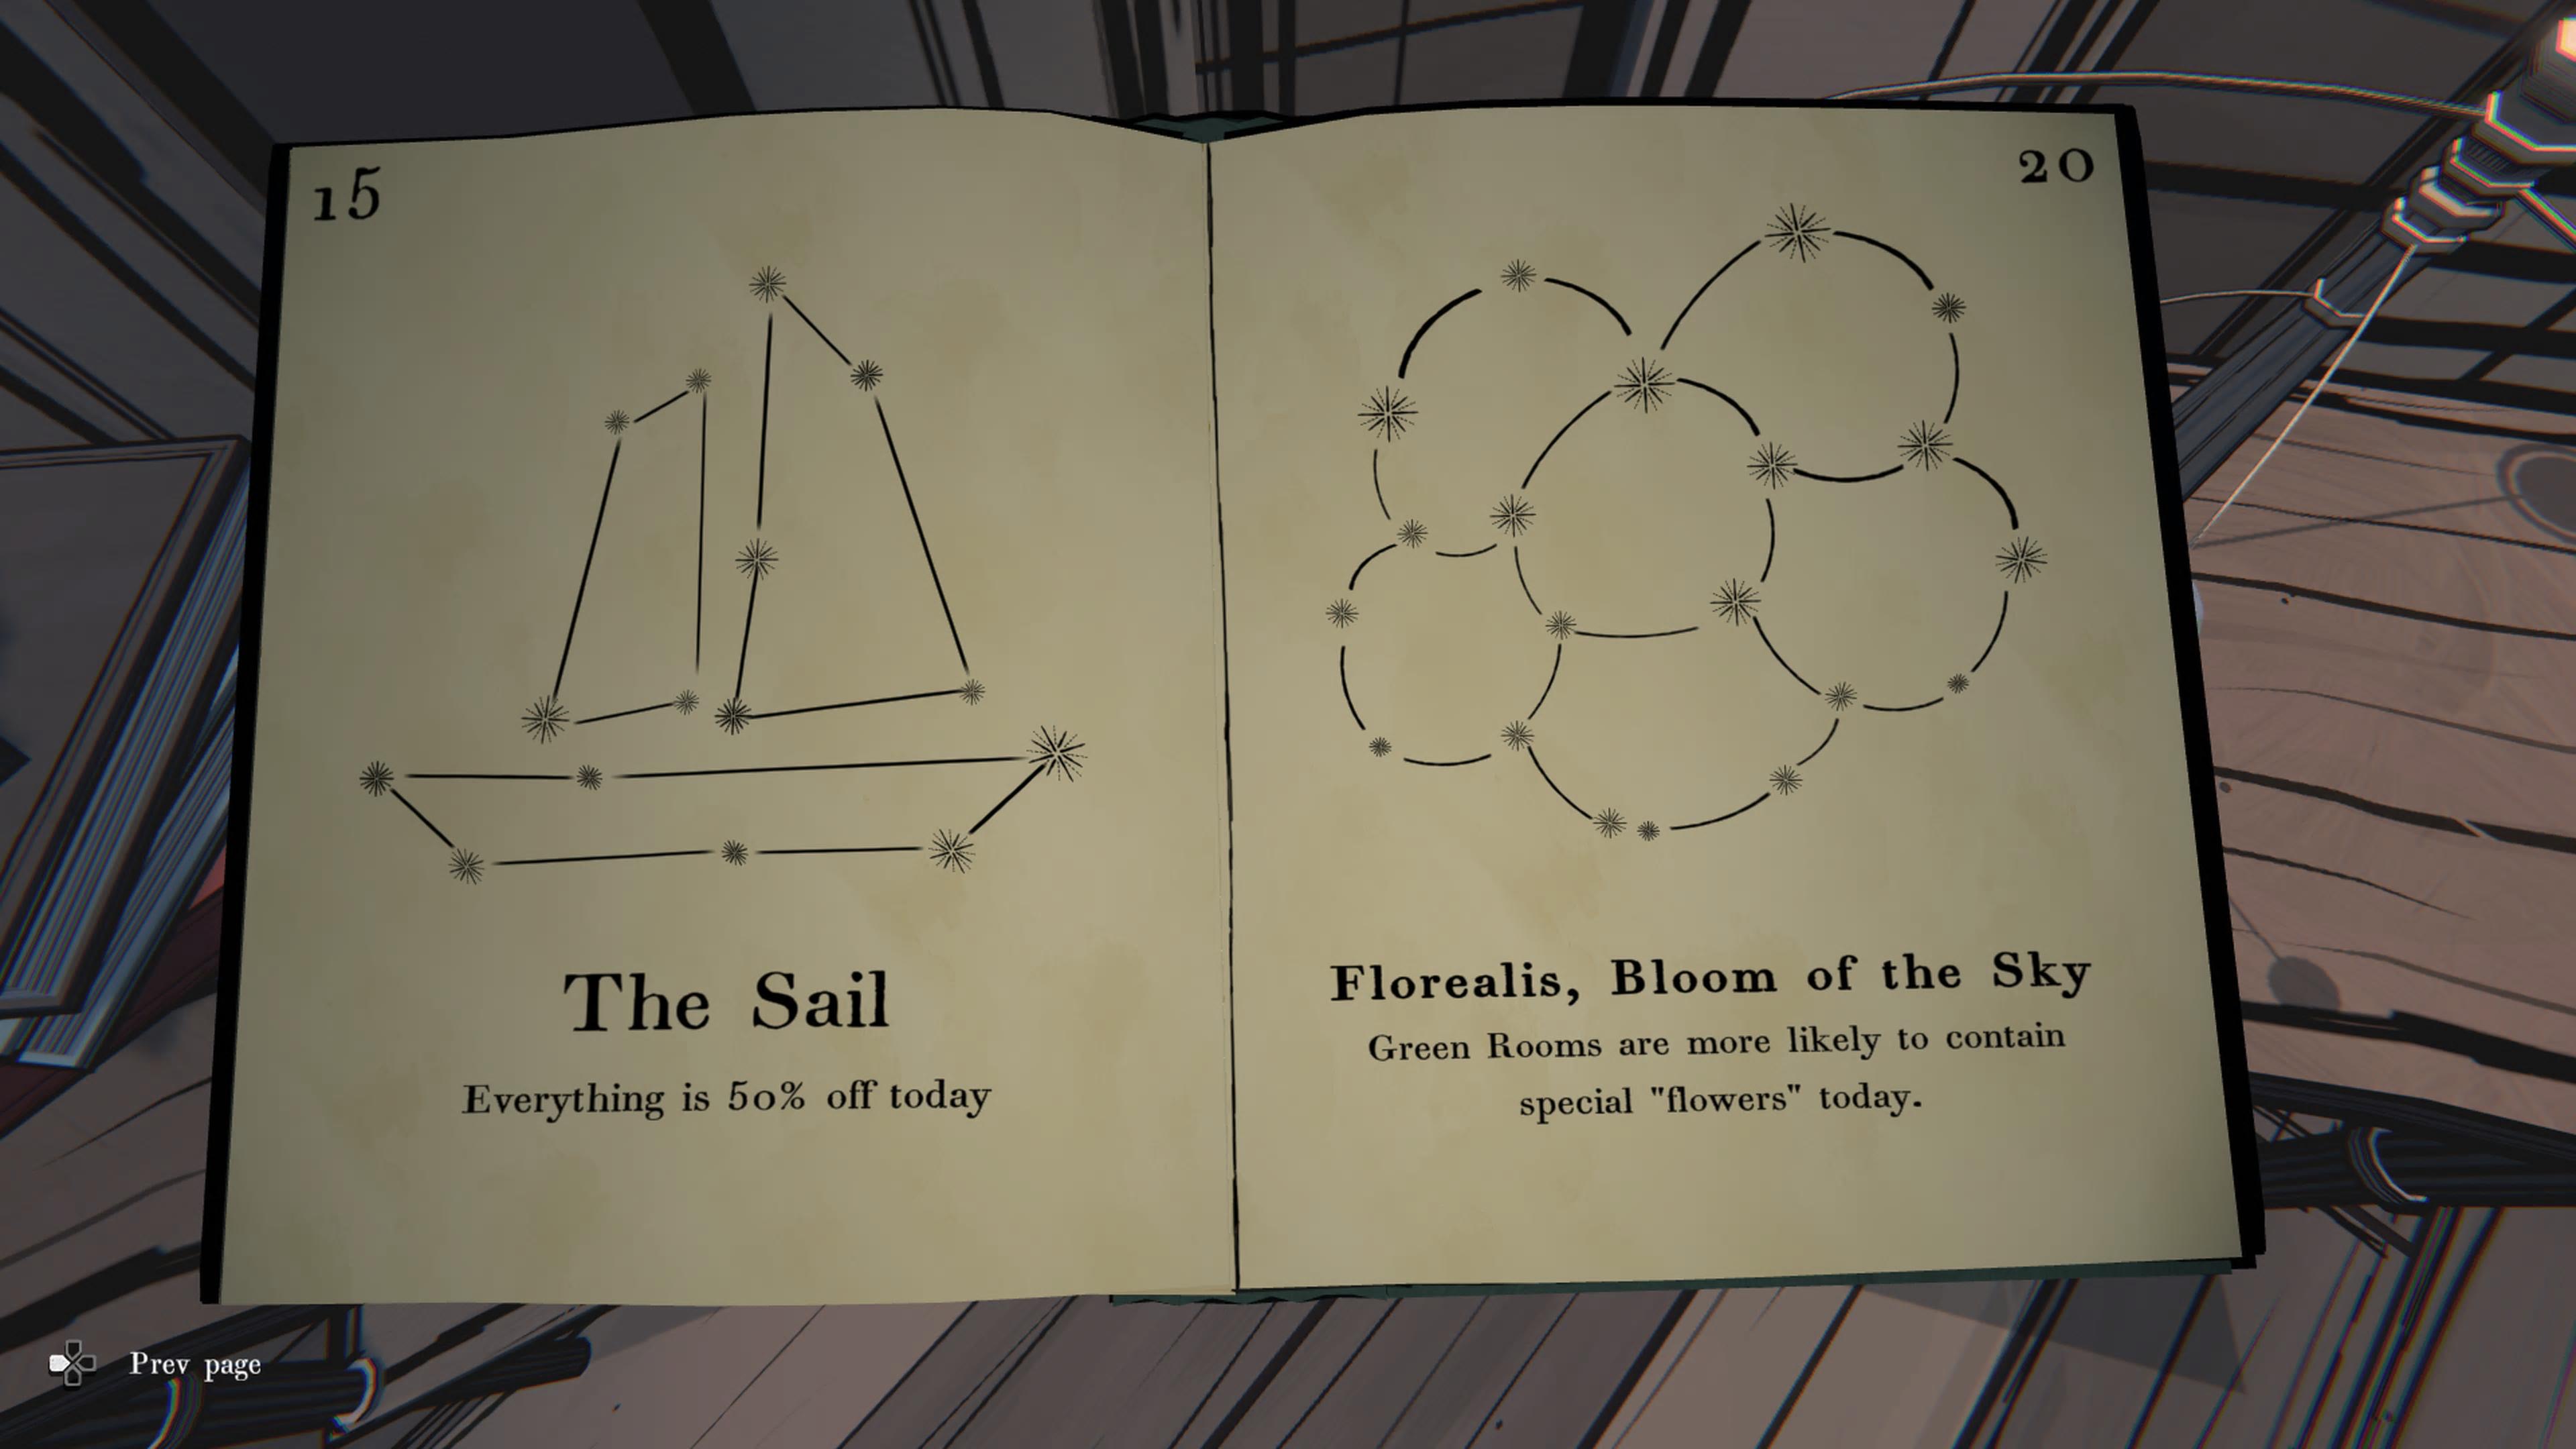 15
The Sail
Everything is 50% off today
20
Florealis, Bloom of the Sky
Green Rooms are more likely to contain
special "flowers" today.
Prev page